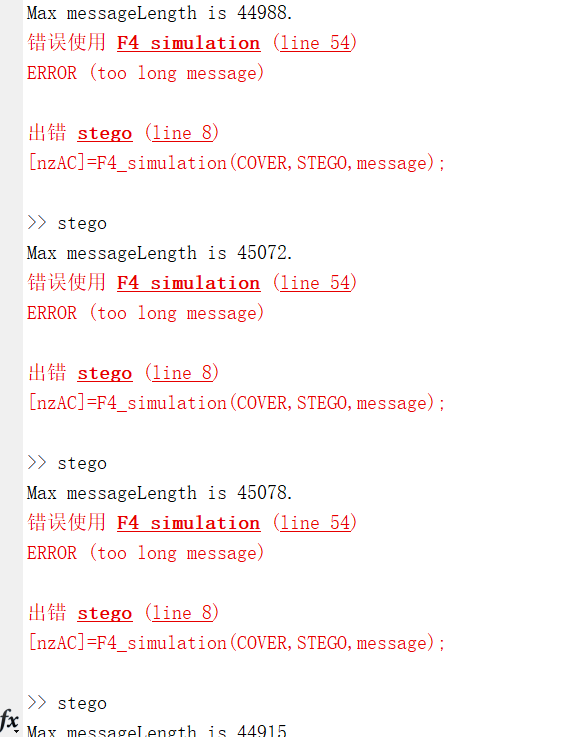 Max messageLength is 44988.
错误使用 F4_simulation (line 54)
ERROR (too long message)
出错 stego (line 8)
[nzAC]=F4_simulation(COVER,STEGO,message);
>> stego
Max messageLength is 45072.
错误使用 F4_simulation (line 54)
ERROR (too long message)
出错 stego (line 8)
[nzAC]=F4_simulation(COVER,STEGO,message);
>> stego
Max messageLength is 45078.
错误使用 F4_simulation (line 54)
ERROR (too long message)
出错 stego (line 8)
[nzAC]=F4_simulation(COVER,STEGO,message);
>> stego
fx
Max messageLength is 44915